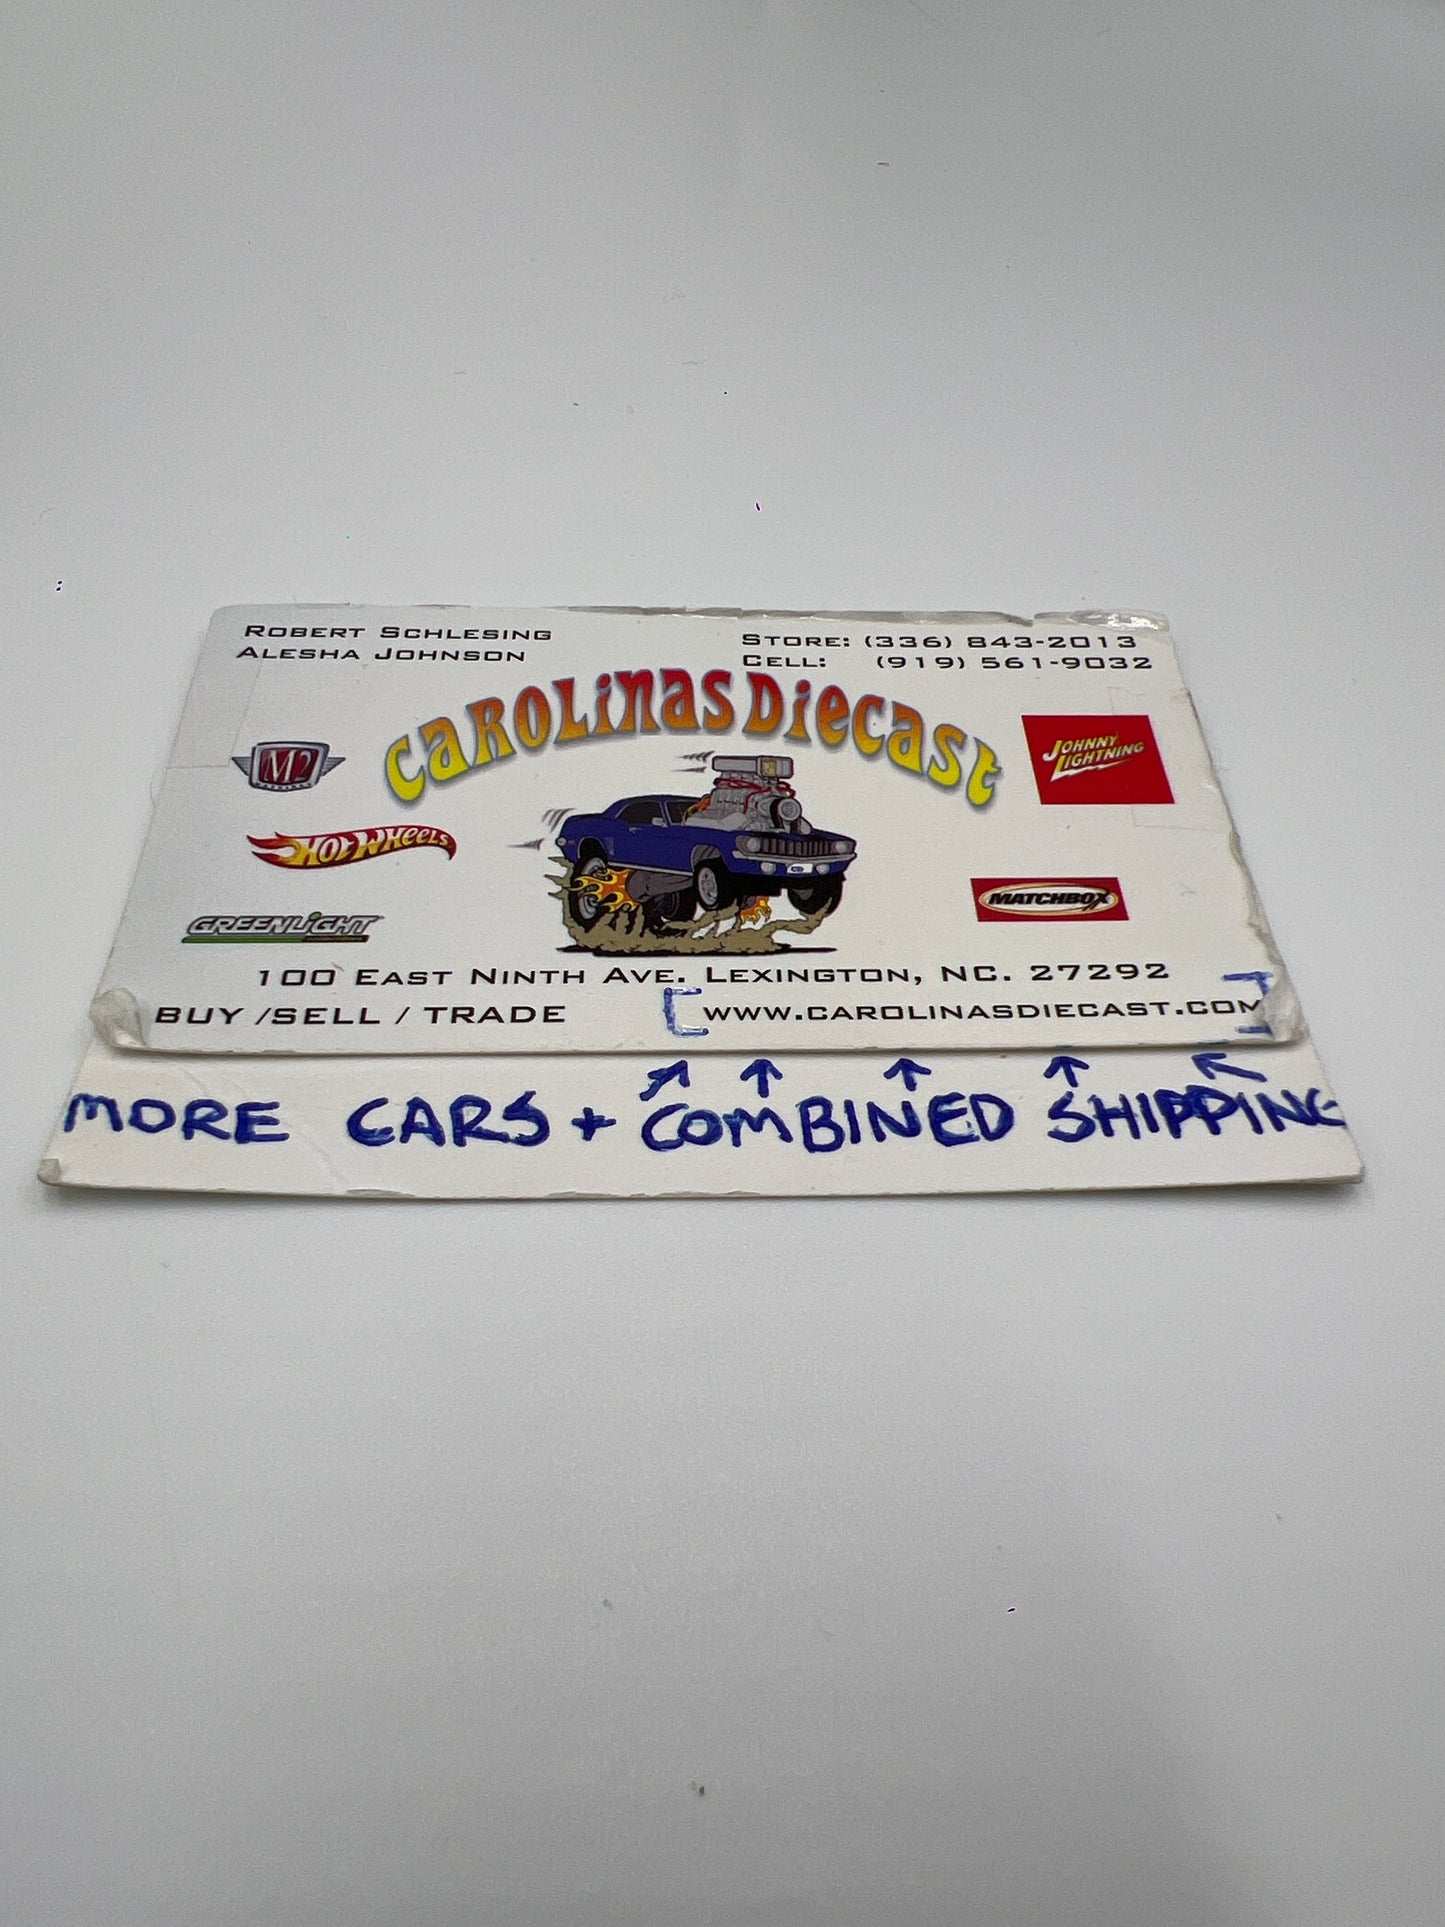 ROBERT SCHLESING
ALESHA JOHNSON
STORE: (336) 843-2013
CELL: (919) 561-9032
CAROLINAS DIECAST
M2
JOHNNY LIGHTNING
HOT WHEELS
MATCHBOX
GREENLIGHT
100 EAST NINTH AVE. LEXINGTON, NC. 27292
BUY /SELL / TRADE
WWW.CAROLINASDIECAST.COM
MORE CARS + COMBINED SHIPPING